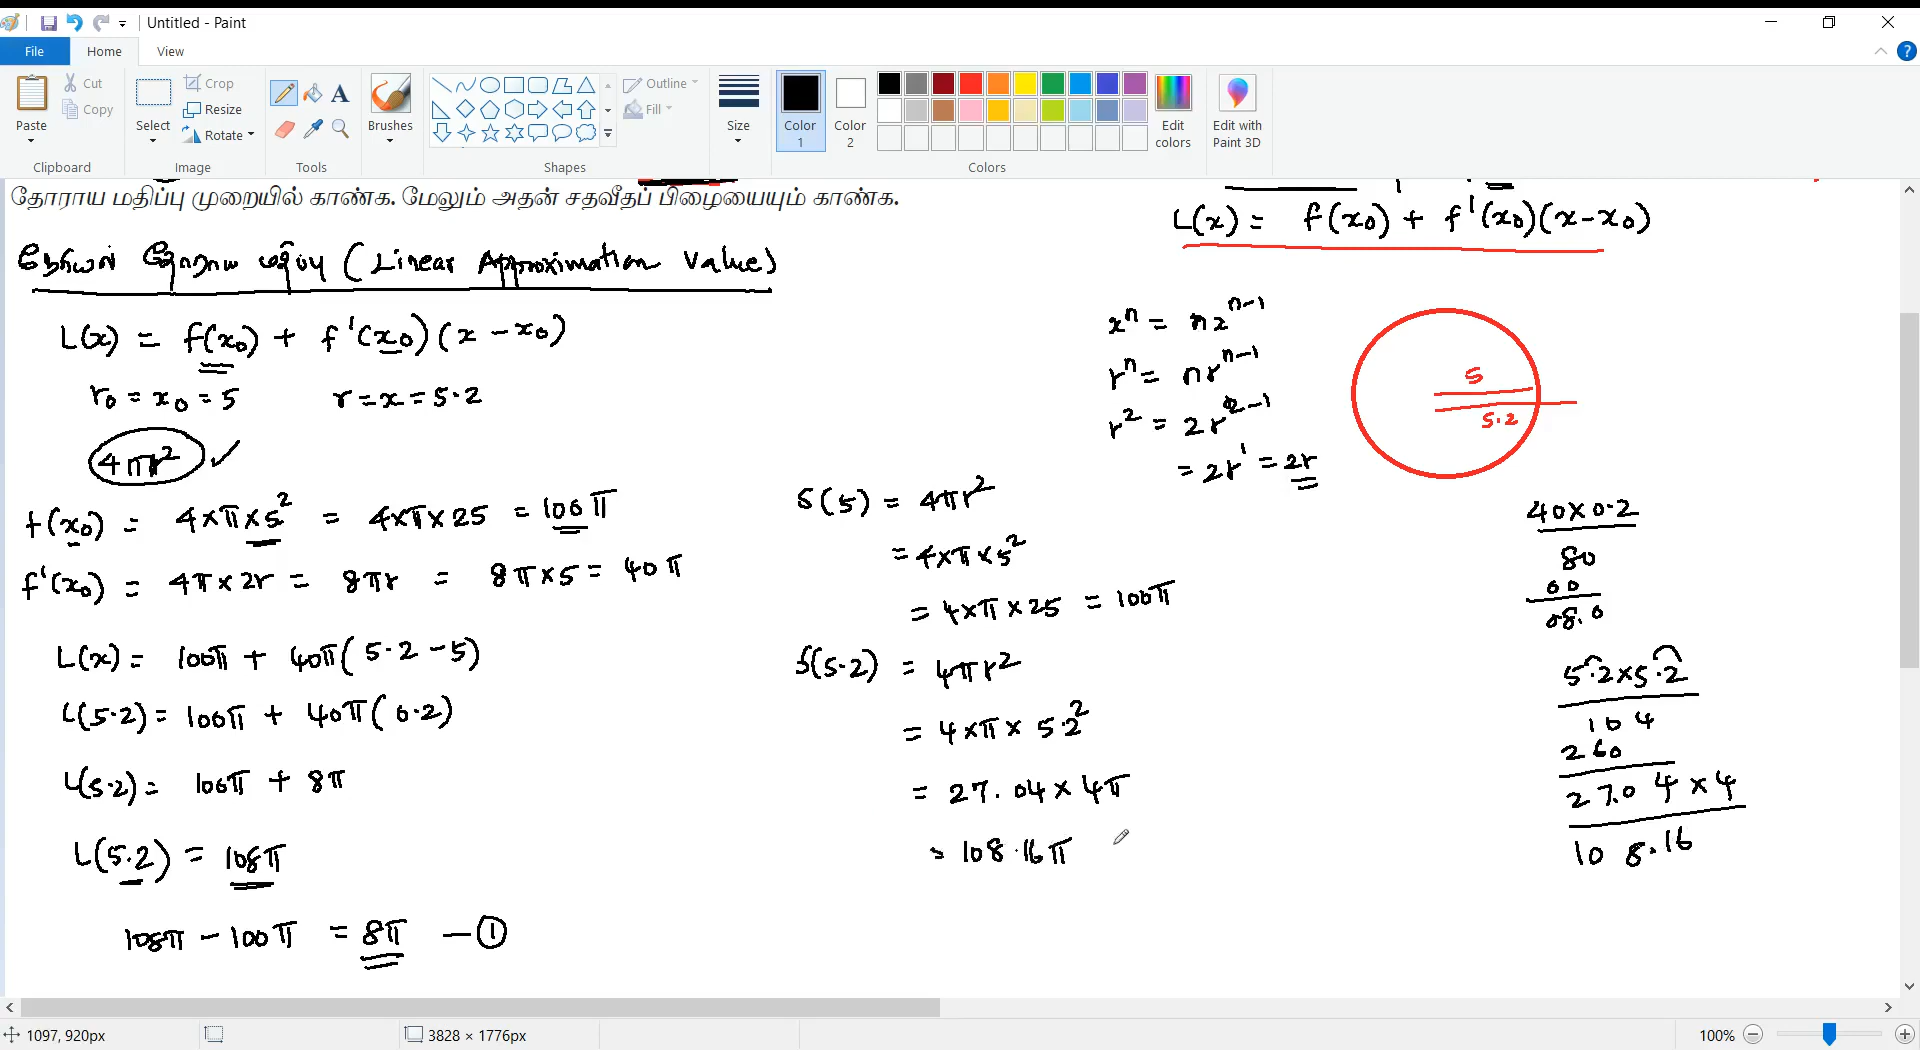 Untitled - Paint
File Home View
Paste Cut Copy Clipboard
Select Crop Resize Rotate Image
Tools
Brushes
Outline Fill Shapes
Size
Color 1 Color 2 Edit colors Colors
Edit with Paint 3D
தோராய மதிப்பு முறையில் காண்க. மேலும் அதன் சதவீதப் பிழையையும் காண்க.
நேரியல் தோராய மதிப்பு (Linear Approximation Value)
L(x) = f(x₀) + f'(x₀)(x-x₀)
r₀ = x₀ = 5 r = x = 5.2
4πr² ✓
f(x₀) = 4×π×5² = 4×π×25 = 100π
f'(x₀) = 4π×2r = 8πr = 8π×5 = 40π
L(x) = 100π + 40π(5.2-5)
L(5.2) = 100π + 40π(0.2)
L(5.2) = 100π + 8π
L(5.2) = 108π
108π - 100π = 8π - ①
S(5) = 4πr²
= 4×π×5²
= 4×π×25 = 100π
S(5.2) = 4πr²
= 4×π×5.2²
= 27.04×4π
= 108.16π
L(x) = f(x₀) + f'(x₀)(x-x₀)
xⁿ = nxⁿ⁻¹
rⁿ = nrⁿ⁻¹
r² = 2r²⁻¹
= 2r¹ = 2r
5
5.2
40×0.2
80
00
08.0
5.2×5.2
104
260
27.04×4
108.16
1097, 920px 3828 × 1776px 100%